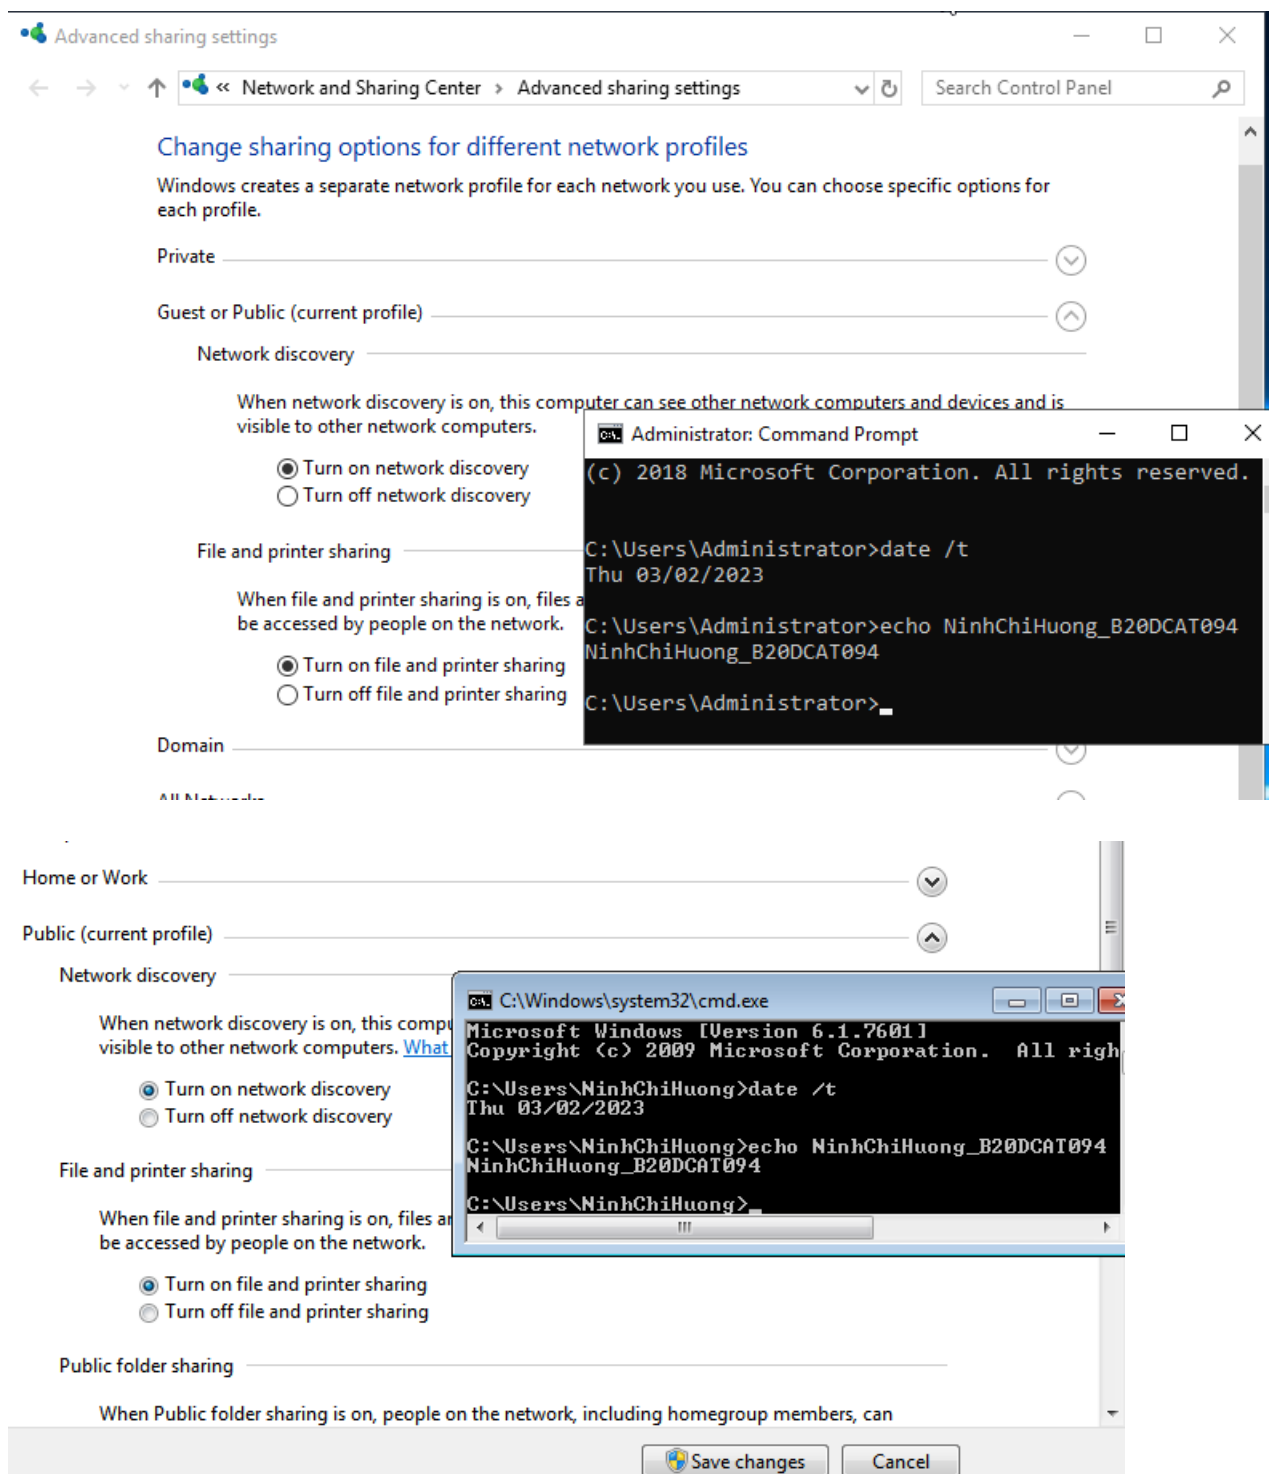 Advanced sharing settings
« Network and Sharing Center › Advanced sharing settings
Search Control Panel
Change sharing options for different network profiles
Windows creates a separate network profile for each network you use. You can choose specific options for
each profile.
Private
Guest or Public (current profile)
Network discovery
When network discovery is on, this computer can see other network computers and devices and is
visible to other network computers.
Turn on network discovery
Turn off network discovery
File and printer sharing
When file and printer sharing is on, files a
be accessed by people on the network.
Turn on file and printer sharing
Turn off file and printer sharing
Domain
All Networks
Administrator: Command Prompt
(c) 2018 Microsoft Corporation. All rights reserved.
C:\Users\Administrator>date /t
Thu 03/02/2023
C:\Users\Administrator>echo NinhChiHuong_B20DCAT094
NinhChiHuong_B20DCAT094
C:\Users\Administrator>
Home or Work
Public (current profile)
Network discovery
When network discovery is on, this compu
visible to other network computers. What
Turn on network discovery
Turn off network discovery
File and printer sharing
When file and printer sharing is on, files ar
be accessed by people on the network.
Turn on file and printer sharing
Turn off file and printer sharing
Public folder sharing
When Public folder sharing is on, people on the network, including homegroup members, can
Save changes
Cancel
C:\Windows\system32\cmd.exe
Microsoft Windows [Version 6.1.7601]
Copyright (c) 2009 Microsoft Corporation.  All righ
C:\Users\NinhChiHuong>date /t
Thu 03/02/2023
C:\Users\NinhChiHuong>echo NinhChiHuong_B20DCAT094
NinhChiHuong_B20DCAT094
C:\Users\NinhChiHuong>_